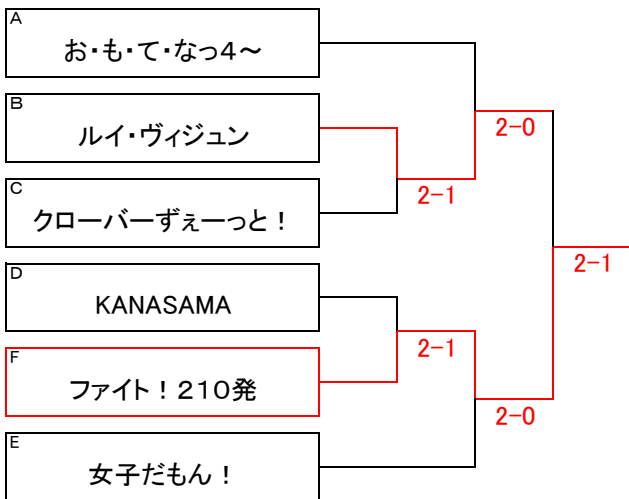 A
お・も・て・なっ4～
B
ルイ・ヴィジュン
C
クローバーずぇーっと！
D
KANASAMA
F
ファイト！210発
E
女子だもん！
2-0
2-1
2-1
2-1
2-0